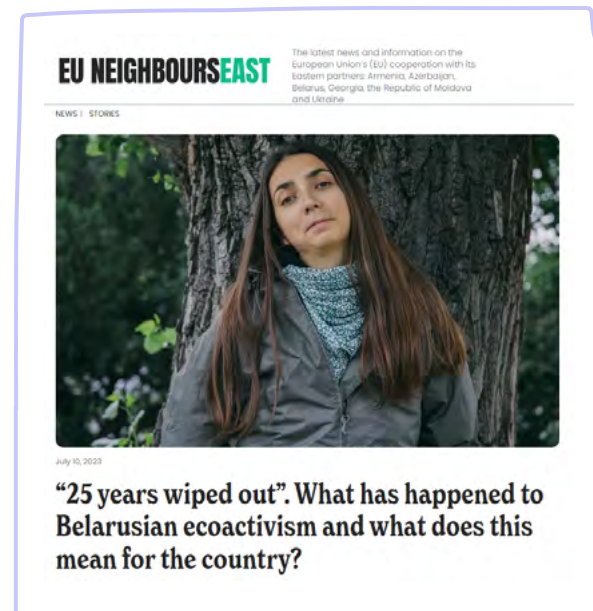 EU NEIGHBOURSEAST
The latest news and information on the
European Union's (EU) cooperation with its
Eastern partners: Armenia, Azerbaijan,
Belarus, Georgia, the Republic of Moldova
and Ukraine
NEWS | STORIES
July 10, 2023
“25 years wiped out”. What has happened to
Belarusian ecoactivism and what does this
mean for the country?